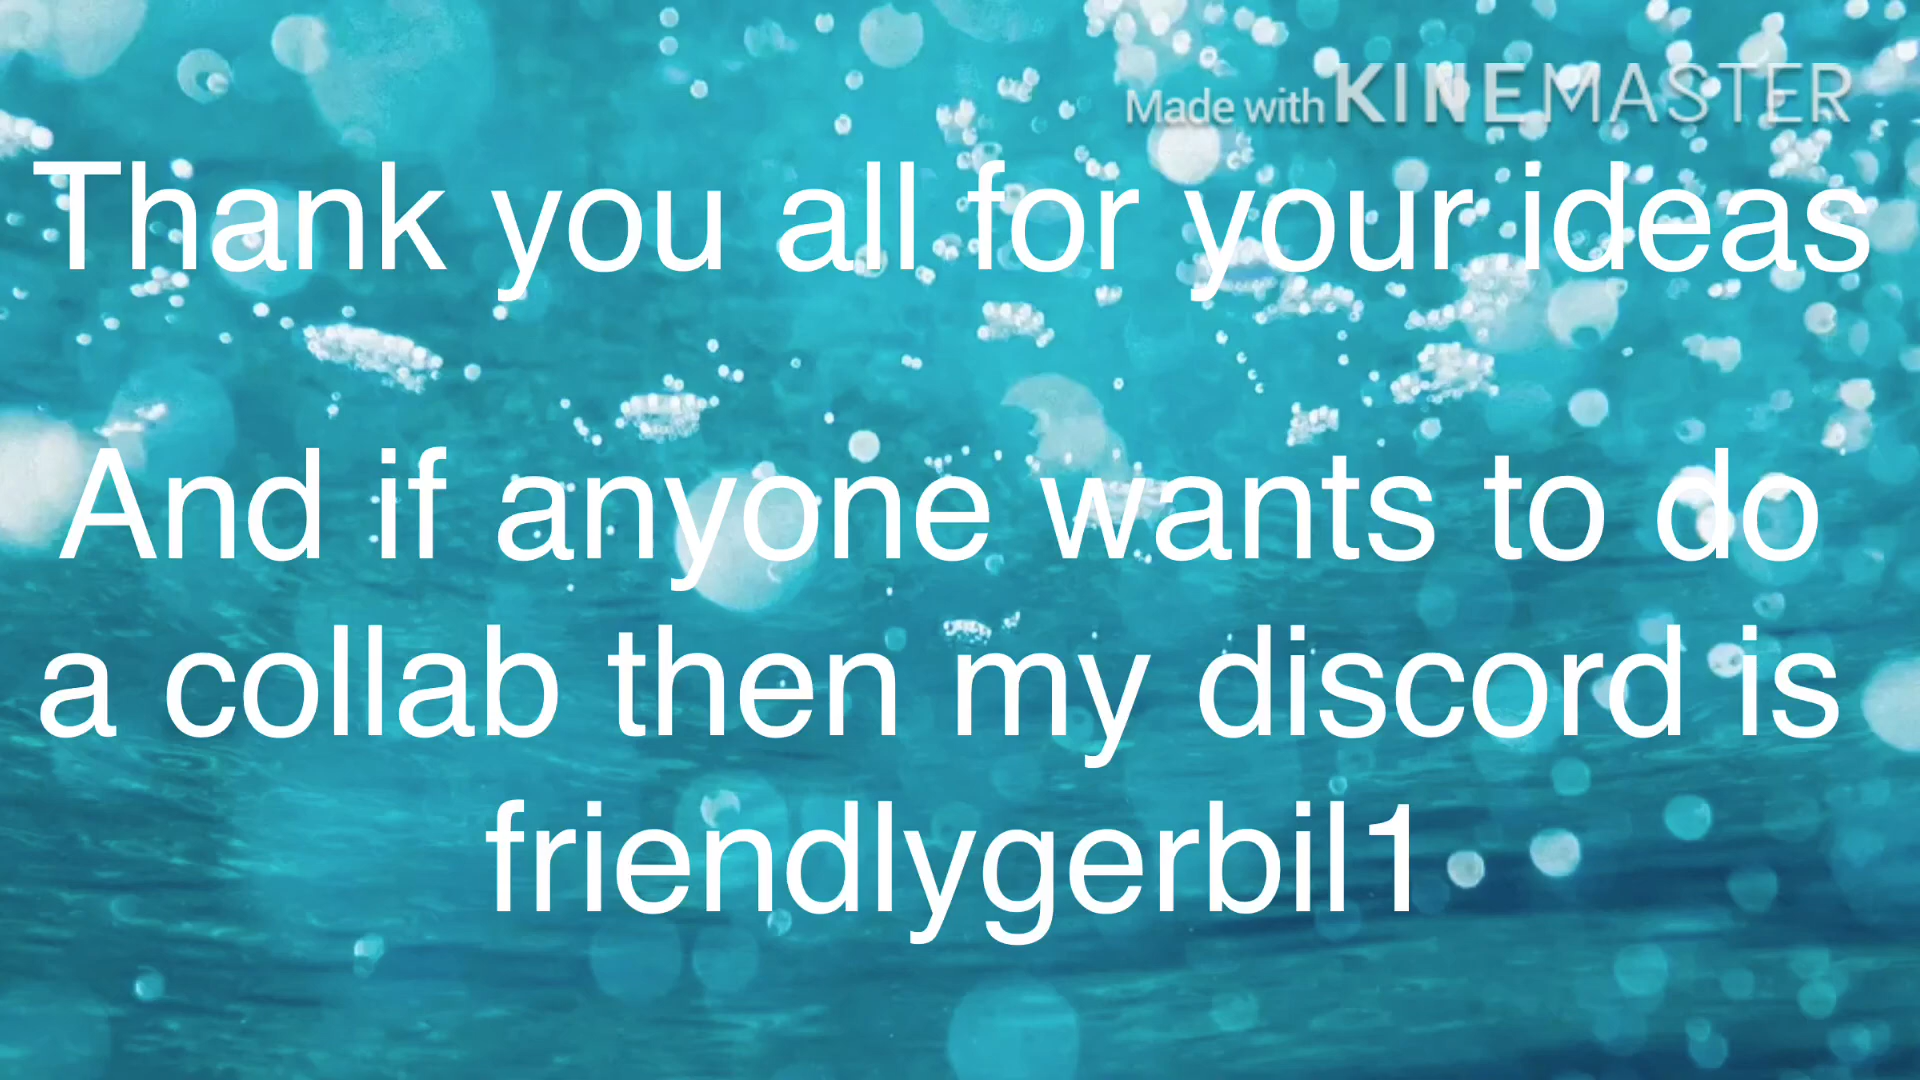 Made with KINEMASTER
Thank you all for your ideas
And if anyone wants to do
a collab then my discord is
friendlygerbil1